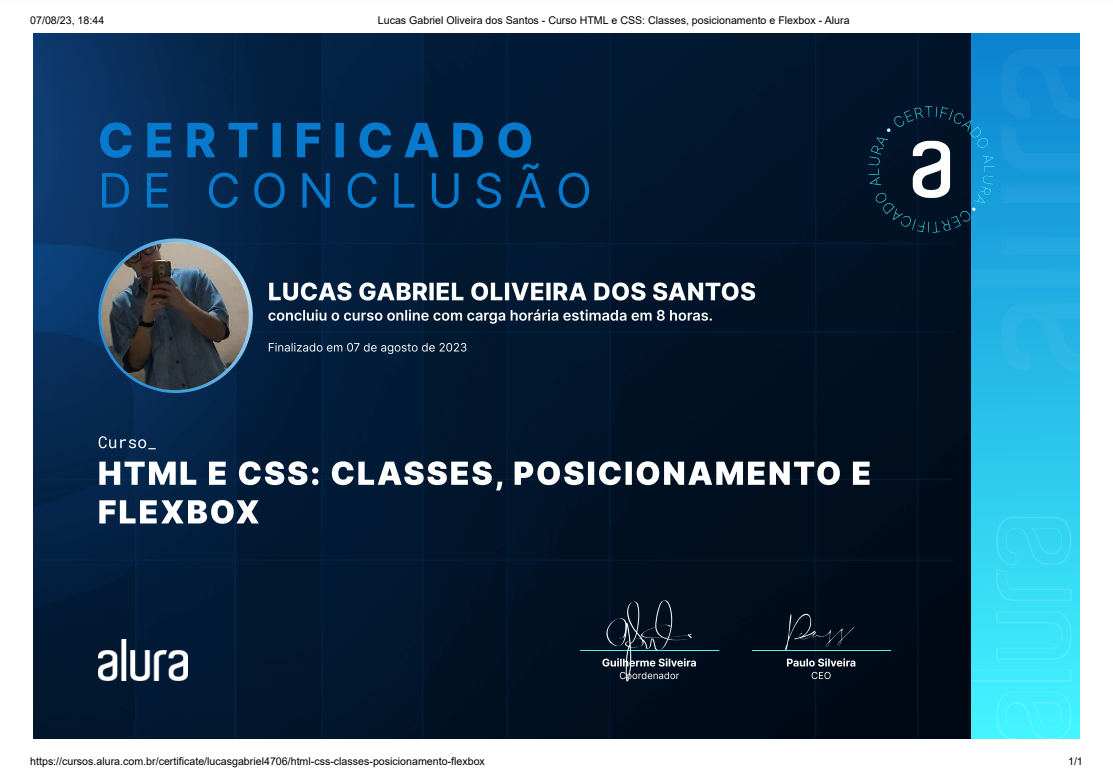 07/08/23, 18:44
Lucas Gabriel Oliveira dos Santos - Curso HTML e CSS: Classes, posicionamento e Flexbox - Alura
CERTIFICADO
DE CONCLUSÃO
CERTIFICADO ALURA • CERTIFICADO ALURA •
a
LUCAS GABRIEL OLIVEIRA DOS SANTOS
concluiu o curso online com carga horária estimada em 8 horas.
Finalizado em 07 de agosto de 2023
Curso_
HTML E CSS: CLASSES, POSICIONAMENTO E
FLEXBOX
alura
Guilherme Silveira
Coordenador
Paulo Silveira
CEO
alura
alura
https://cursos.alura.com.br/certificate/lucasgabriel4706/html-css-classes-posicionamento-flexbox
1/1